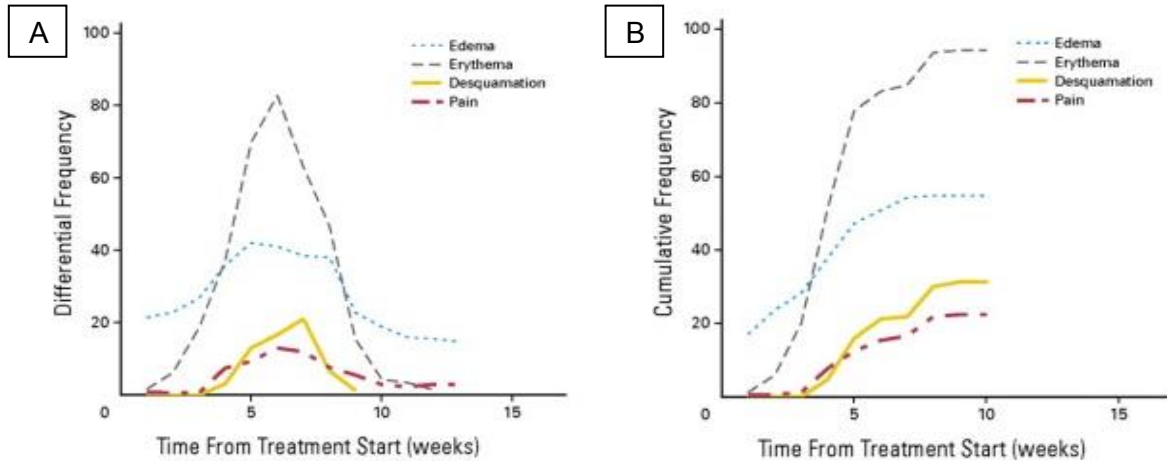 A
Differential Frequency
100
80
60
40
20
0
5
10
15
Time From Treatment Start (weeks)
Edema
Erythema
Desquamation
Pain
B
Cumulative Frequency
100
80
60
40
20
0
5
10
15
Time From Treatment Start (weeks)
Edema
Erythema
Desquamation
Pain